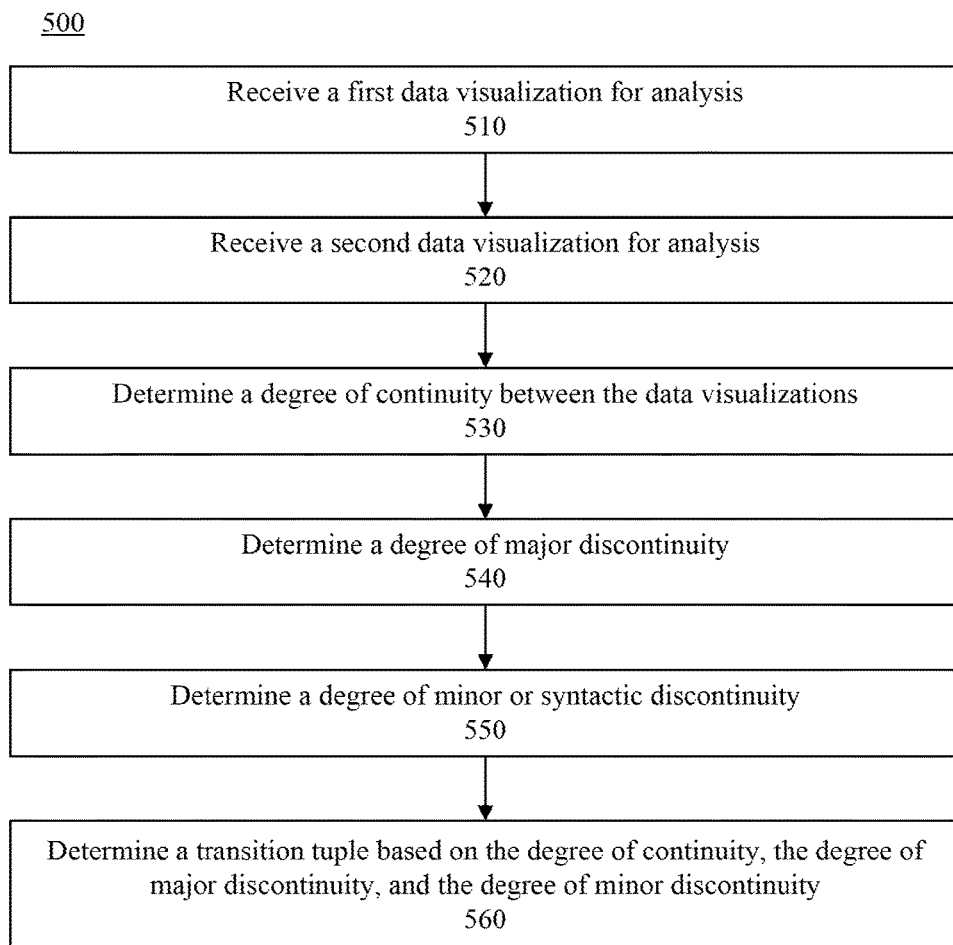 500
Receive a first data visualization for analysis
510
Receive a second data visualization for analysis
520
Determine a degree of continuity between the data visualizations
530
Determine a degree of major discontinuity
540
Determine a degree of minor or syntactic discontinuity
550
Determine a transition tuple based on the degree of continuity, the degree of
major discontinuity, and the degree of minor discontinuity
560